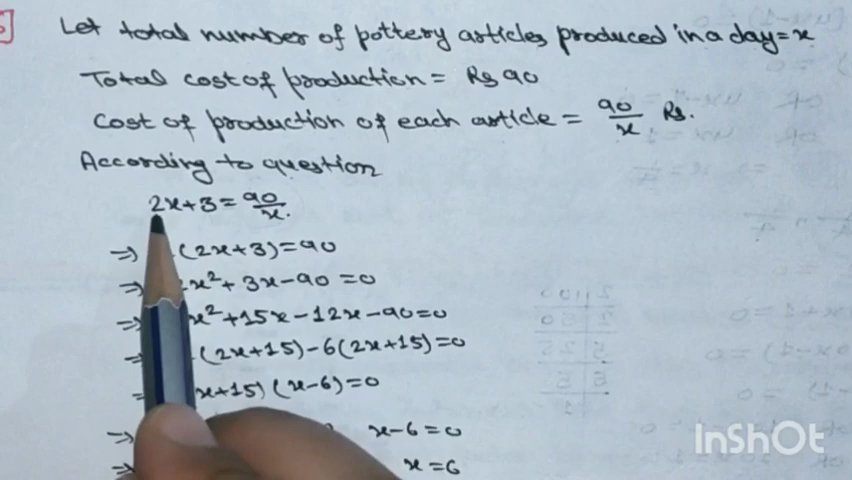 Let total number of pottery articles produced in a day = x
Total cost of production = Rs 90
Cost of production of each article = 90/x Rs.
According to question
2x+3 = 90/x.
⇒ (2x+3) = 90
⇒ x² + 3x - 90 = 0
⇒ x² + 15x - 12x - 90 = 0
⇒ (2x+15) - 6(2x+15) = 0
⇒ x+15) (x-6) = 0
⇒ x-6 = 0
⇒ x = 6
InShOt